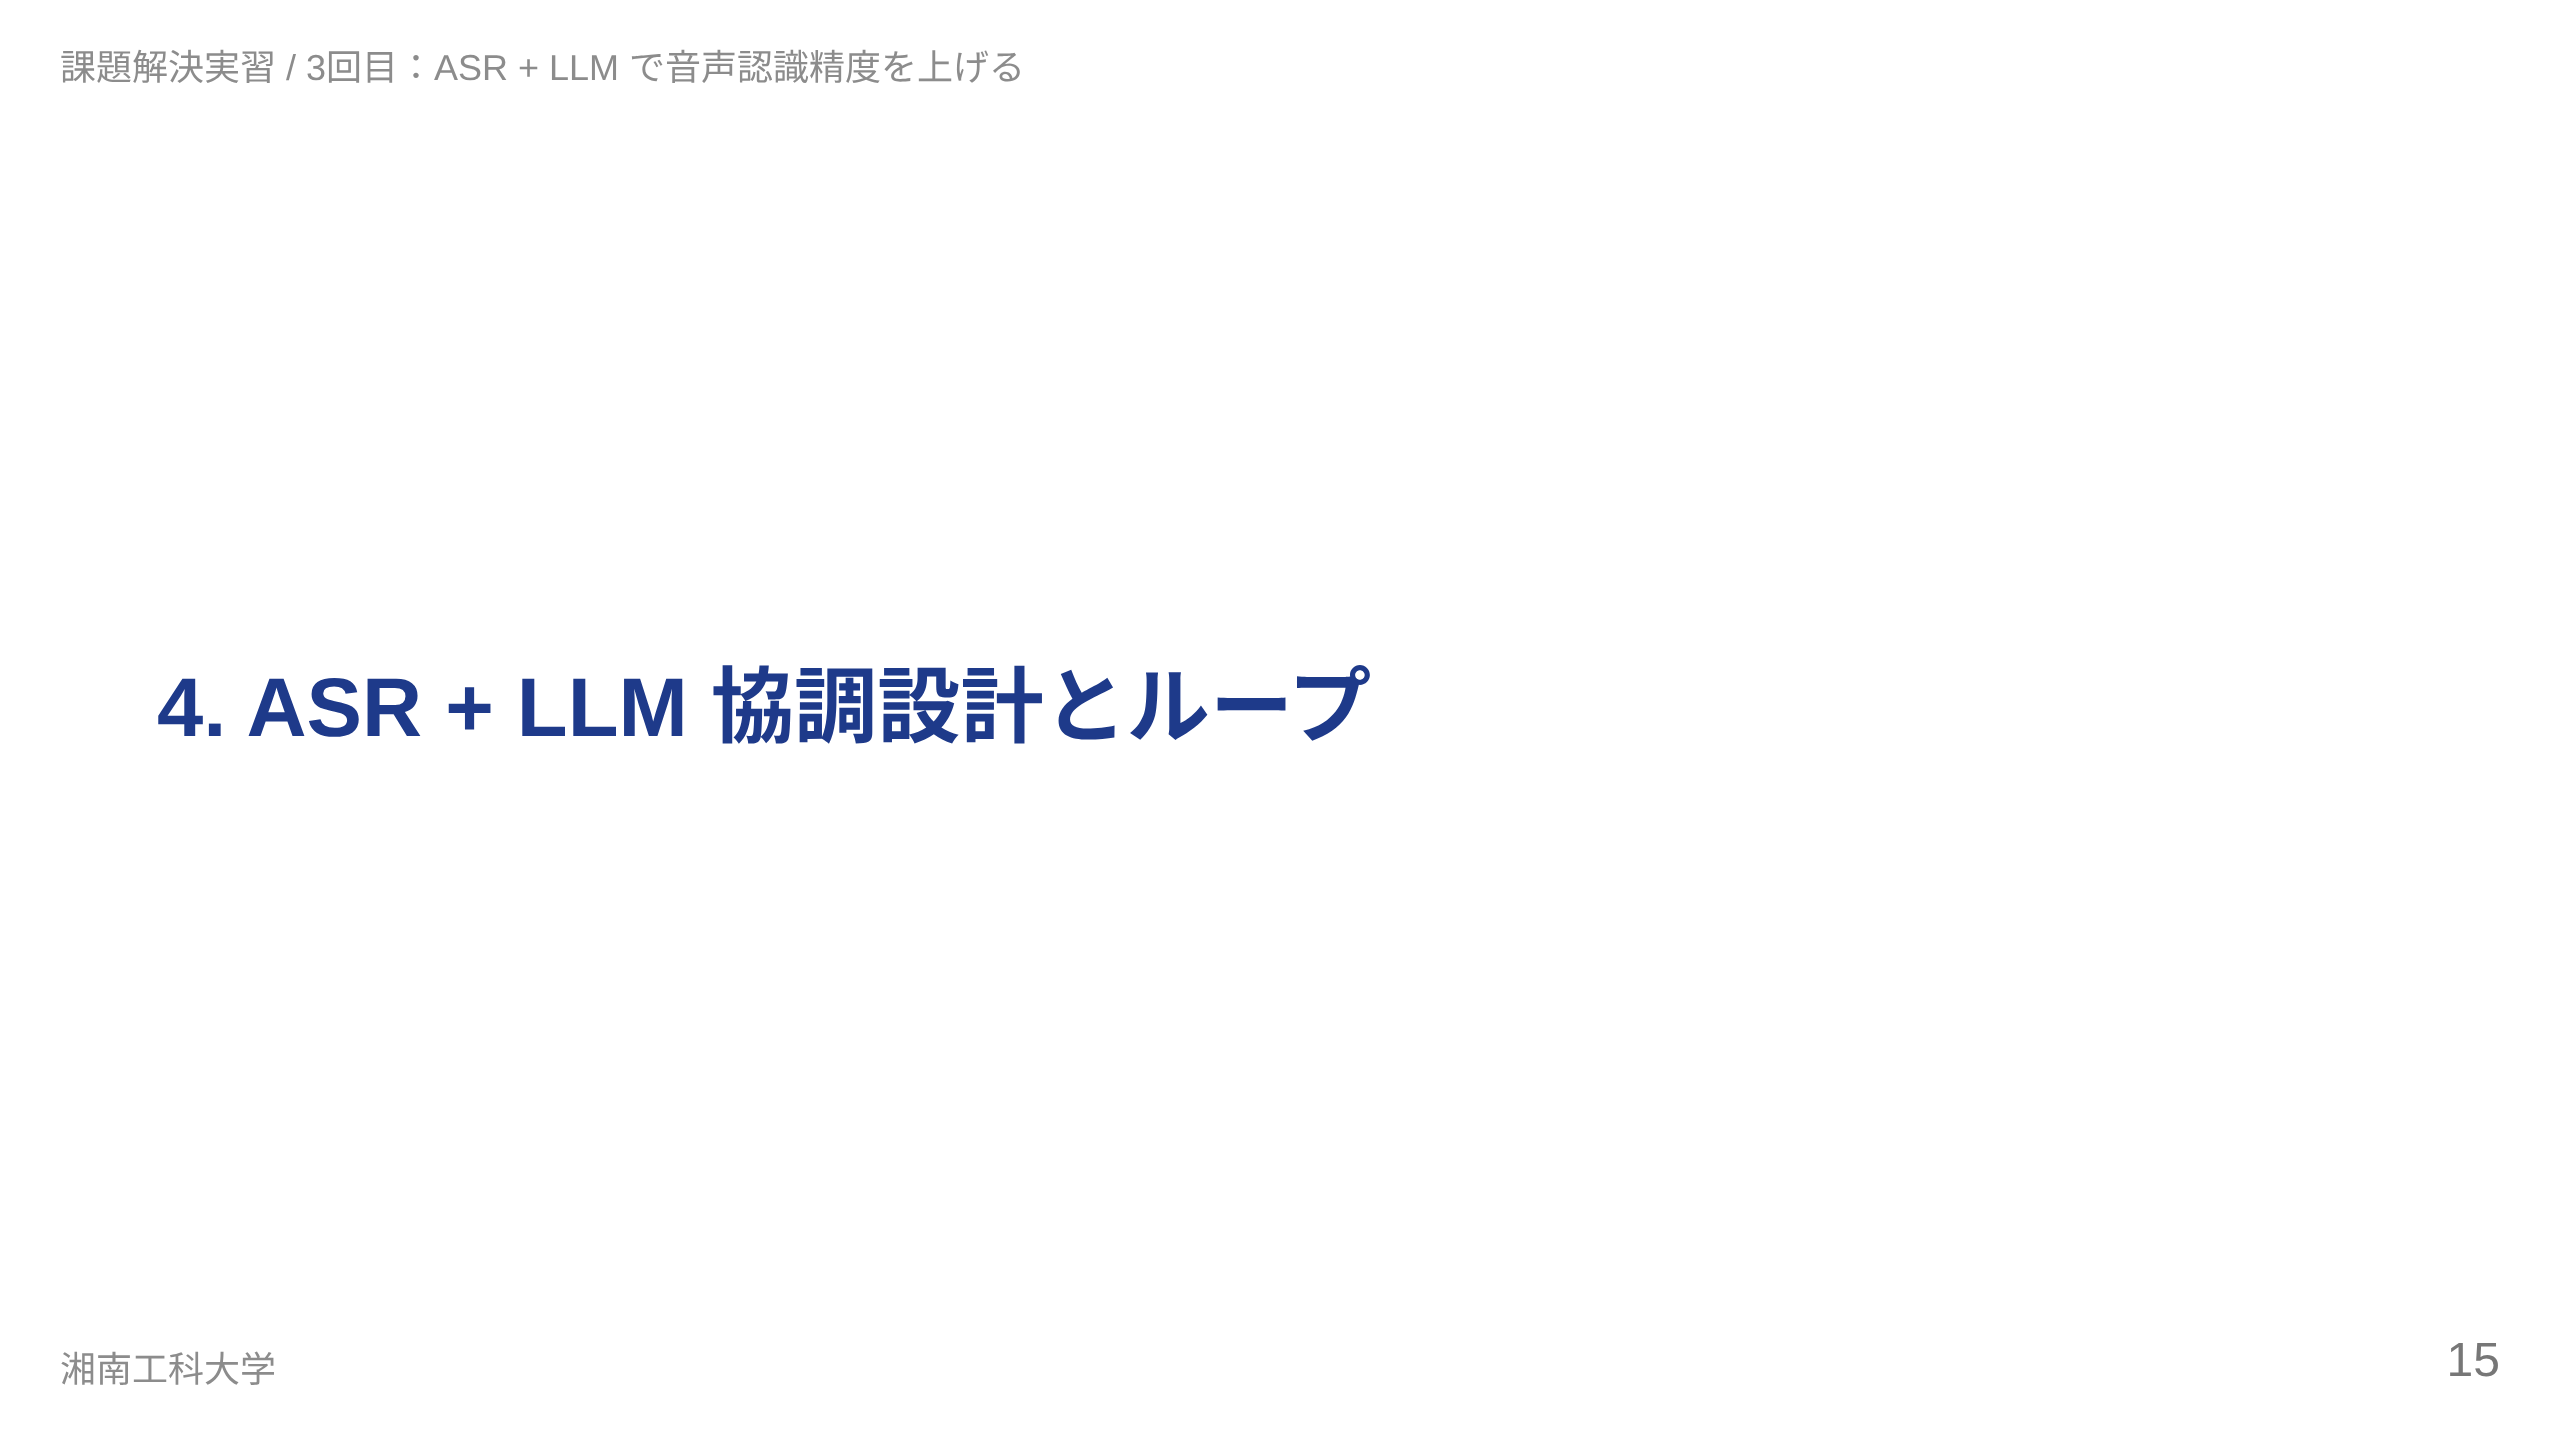 課題解決実習 / 3回目：ASR + LLM で音声認識精度を上げる
4. ASR + LLM 協調設計とループ
湘南工科大学
15